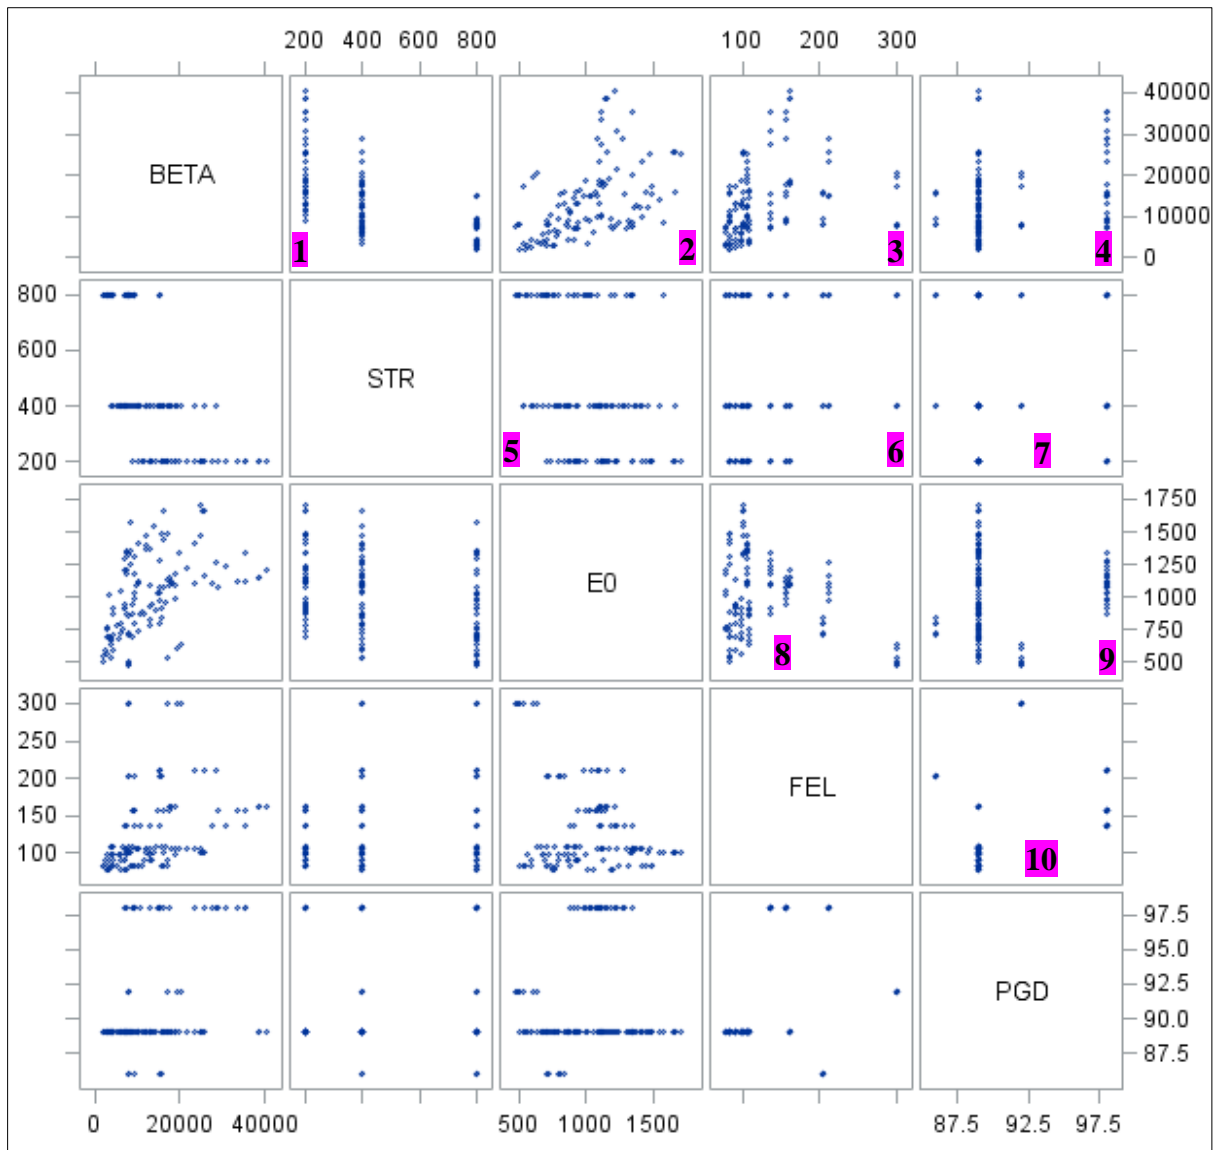 200 400 600 800 100 200 300
BETA 1 2 3 4 40000 30000 20000 10000 0
800 600 400 200 STR 5 6 7
E0 8 9 1750 1500 1250 1000 750 500
300 250 200 150 100 FEL 10
PGD 97.5 95.0 92.5 90.0 87.5
0 20000 40000 500 1000 1500 87.5 92.5 97.5